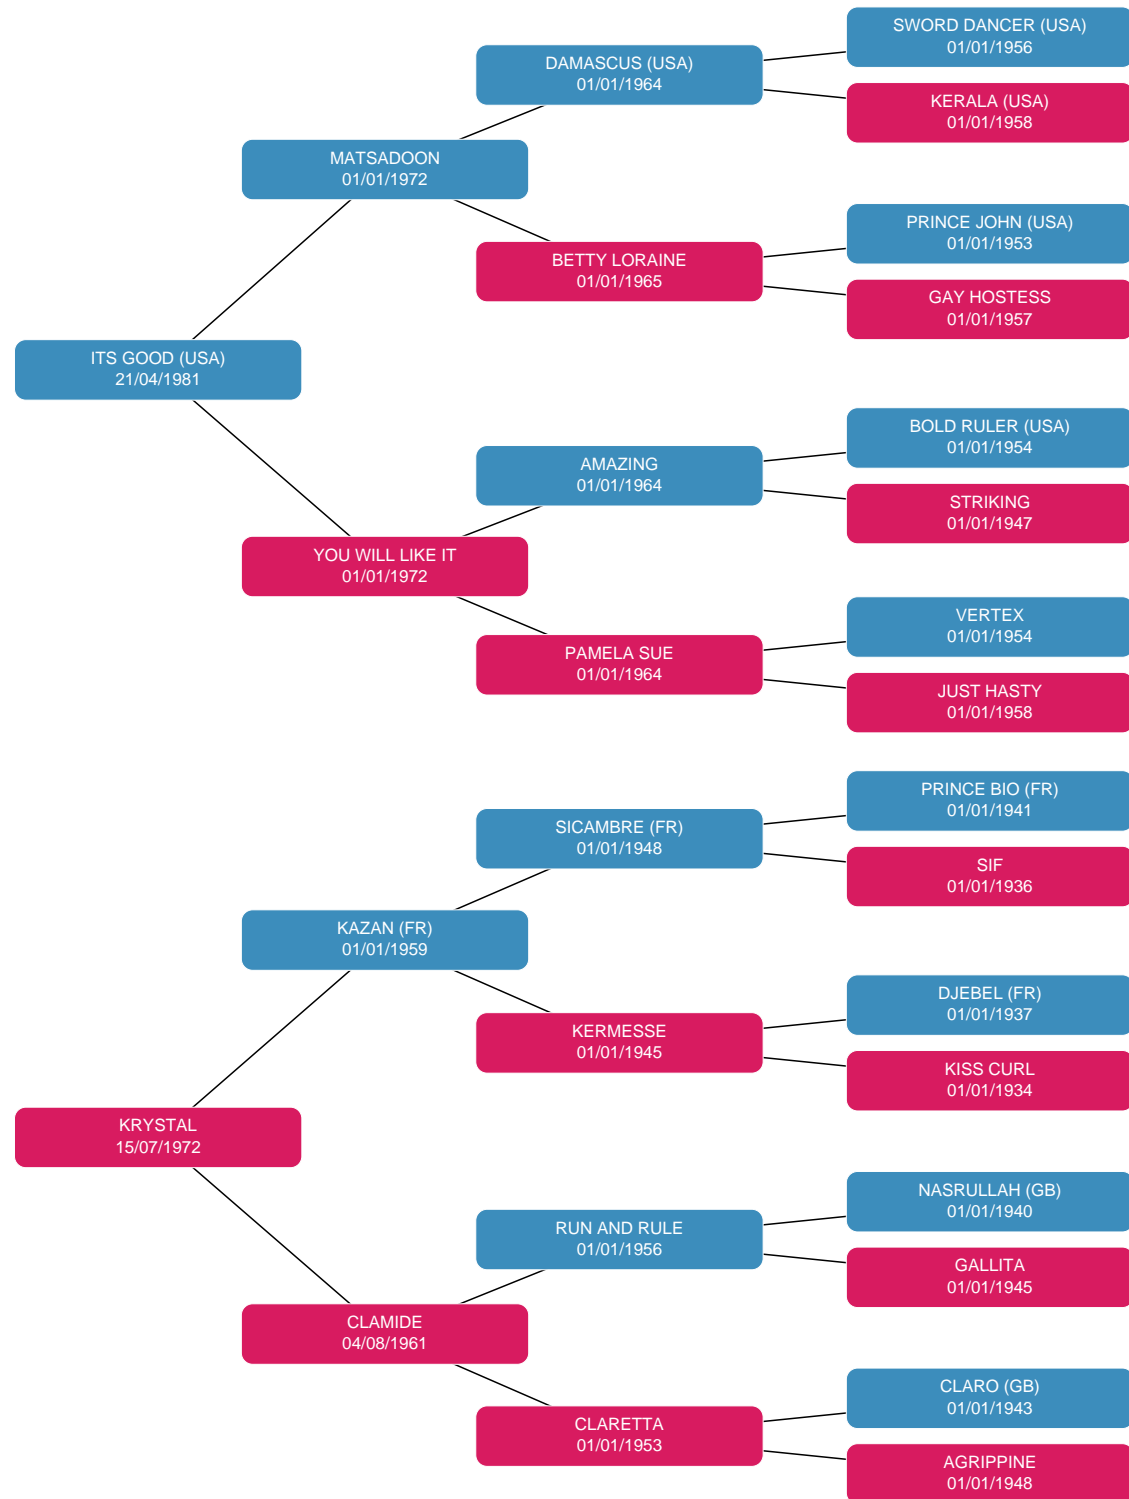 SWORD DANCER (USA)
01/01/1956
DAMASCUS (USA)
01/01/1964
KERALA (USA)
01/01/1958
MATSADOON
01/01/1972
PRINCE JOHN (USA)
01/01/1953
BETTY LORAINE
01/01/1965
GAY HOSTESS
01/01/1957
ITS GOOD (USA)
21/04/1981
BOLD RULER (USA)
01/01/1954
AMAZING
01/01/1964
STRIKING
01/01/1947
YOU WILL LIKE IT
01/01/1972
VERTEX
01/01/1954
PAMELA SUE
01/01/1964
JUST HASTY
01/01/1958
PRINCE BIO (FR)
01/01/1941
SICAMBRE (FR)
01/01/1948
SIF
01/01/1936
KAZAN (FR)
01/01/1959
DJEBEL (FR)
01/01/1937
KERMESSE
01/01/1945
KISS CURL
01/01/1934
KRYSTAL
15/07/1972
NASRULLAH (GB)
01/01/1940
RUN AND RULE
01/01/1956
GALLITA
01/01/1945
CLAMIDE
04/08/1961
CLARO (GB)
01/01/1943
CLARETTA
01/01/1953
AGRIPPINE
01/01/1948